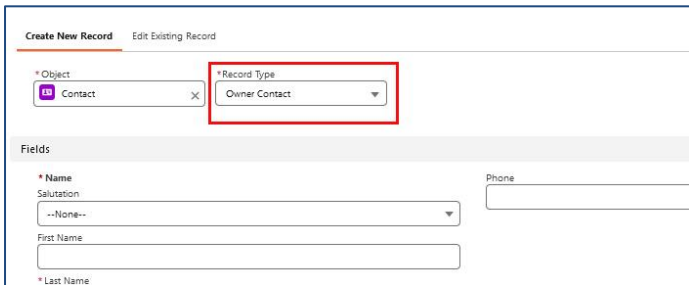 Create New Record Edit Existing Record
*Object *Record Type
Contact Owner Contact
Fields
* Name Phone
Salutation
--None--
First Name
* Last Name